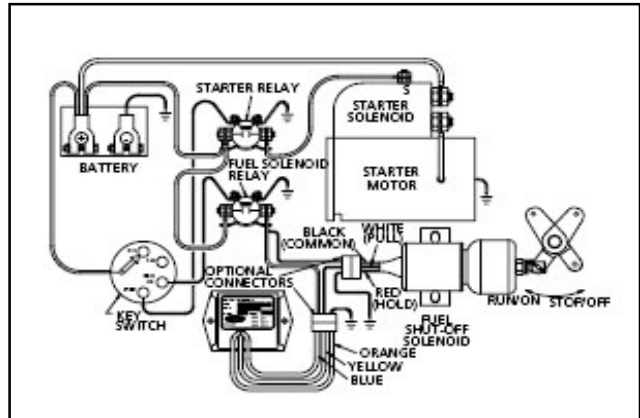 STARTER RELAY
S
STARTER
SOLENOID
BATTERY
FUEL SOLENOID
RELAY
STARTER
MOTOR
BLACK
(COMMON)
WHITE
(PULL)
OPTIONAL
CONNECTORS
RED
(HOLD)
RUN/ON
STOP/OFF
KEY
SWITCH
FUEL
SHUT-OFF
SOLENOID
ORANGE
YELLOW
BLUE